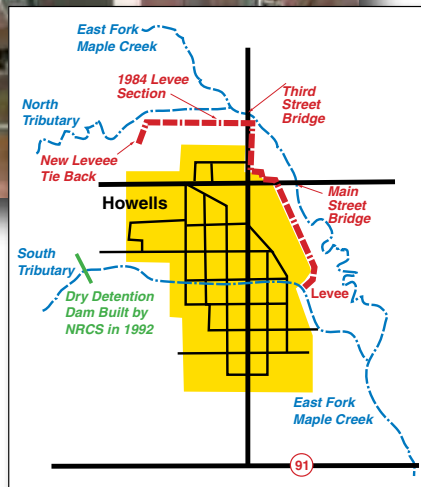 East Fork
Maple Creek
1984 Levee
Section
Third
Street
Bridge
North
Tributary
New Leveee
Tie Back
Howells
Main
Street
Bridge
South
Tributary
Levee
Dry Detention
Dam Built by
NRCS in 1992
East Fork
Maple Creek
91